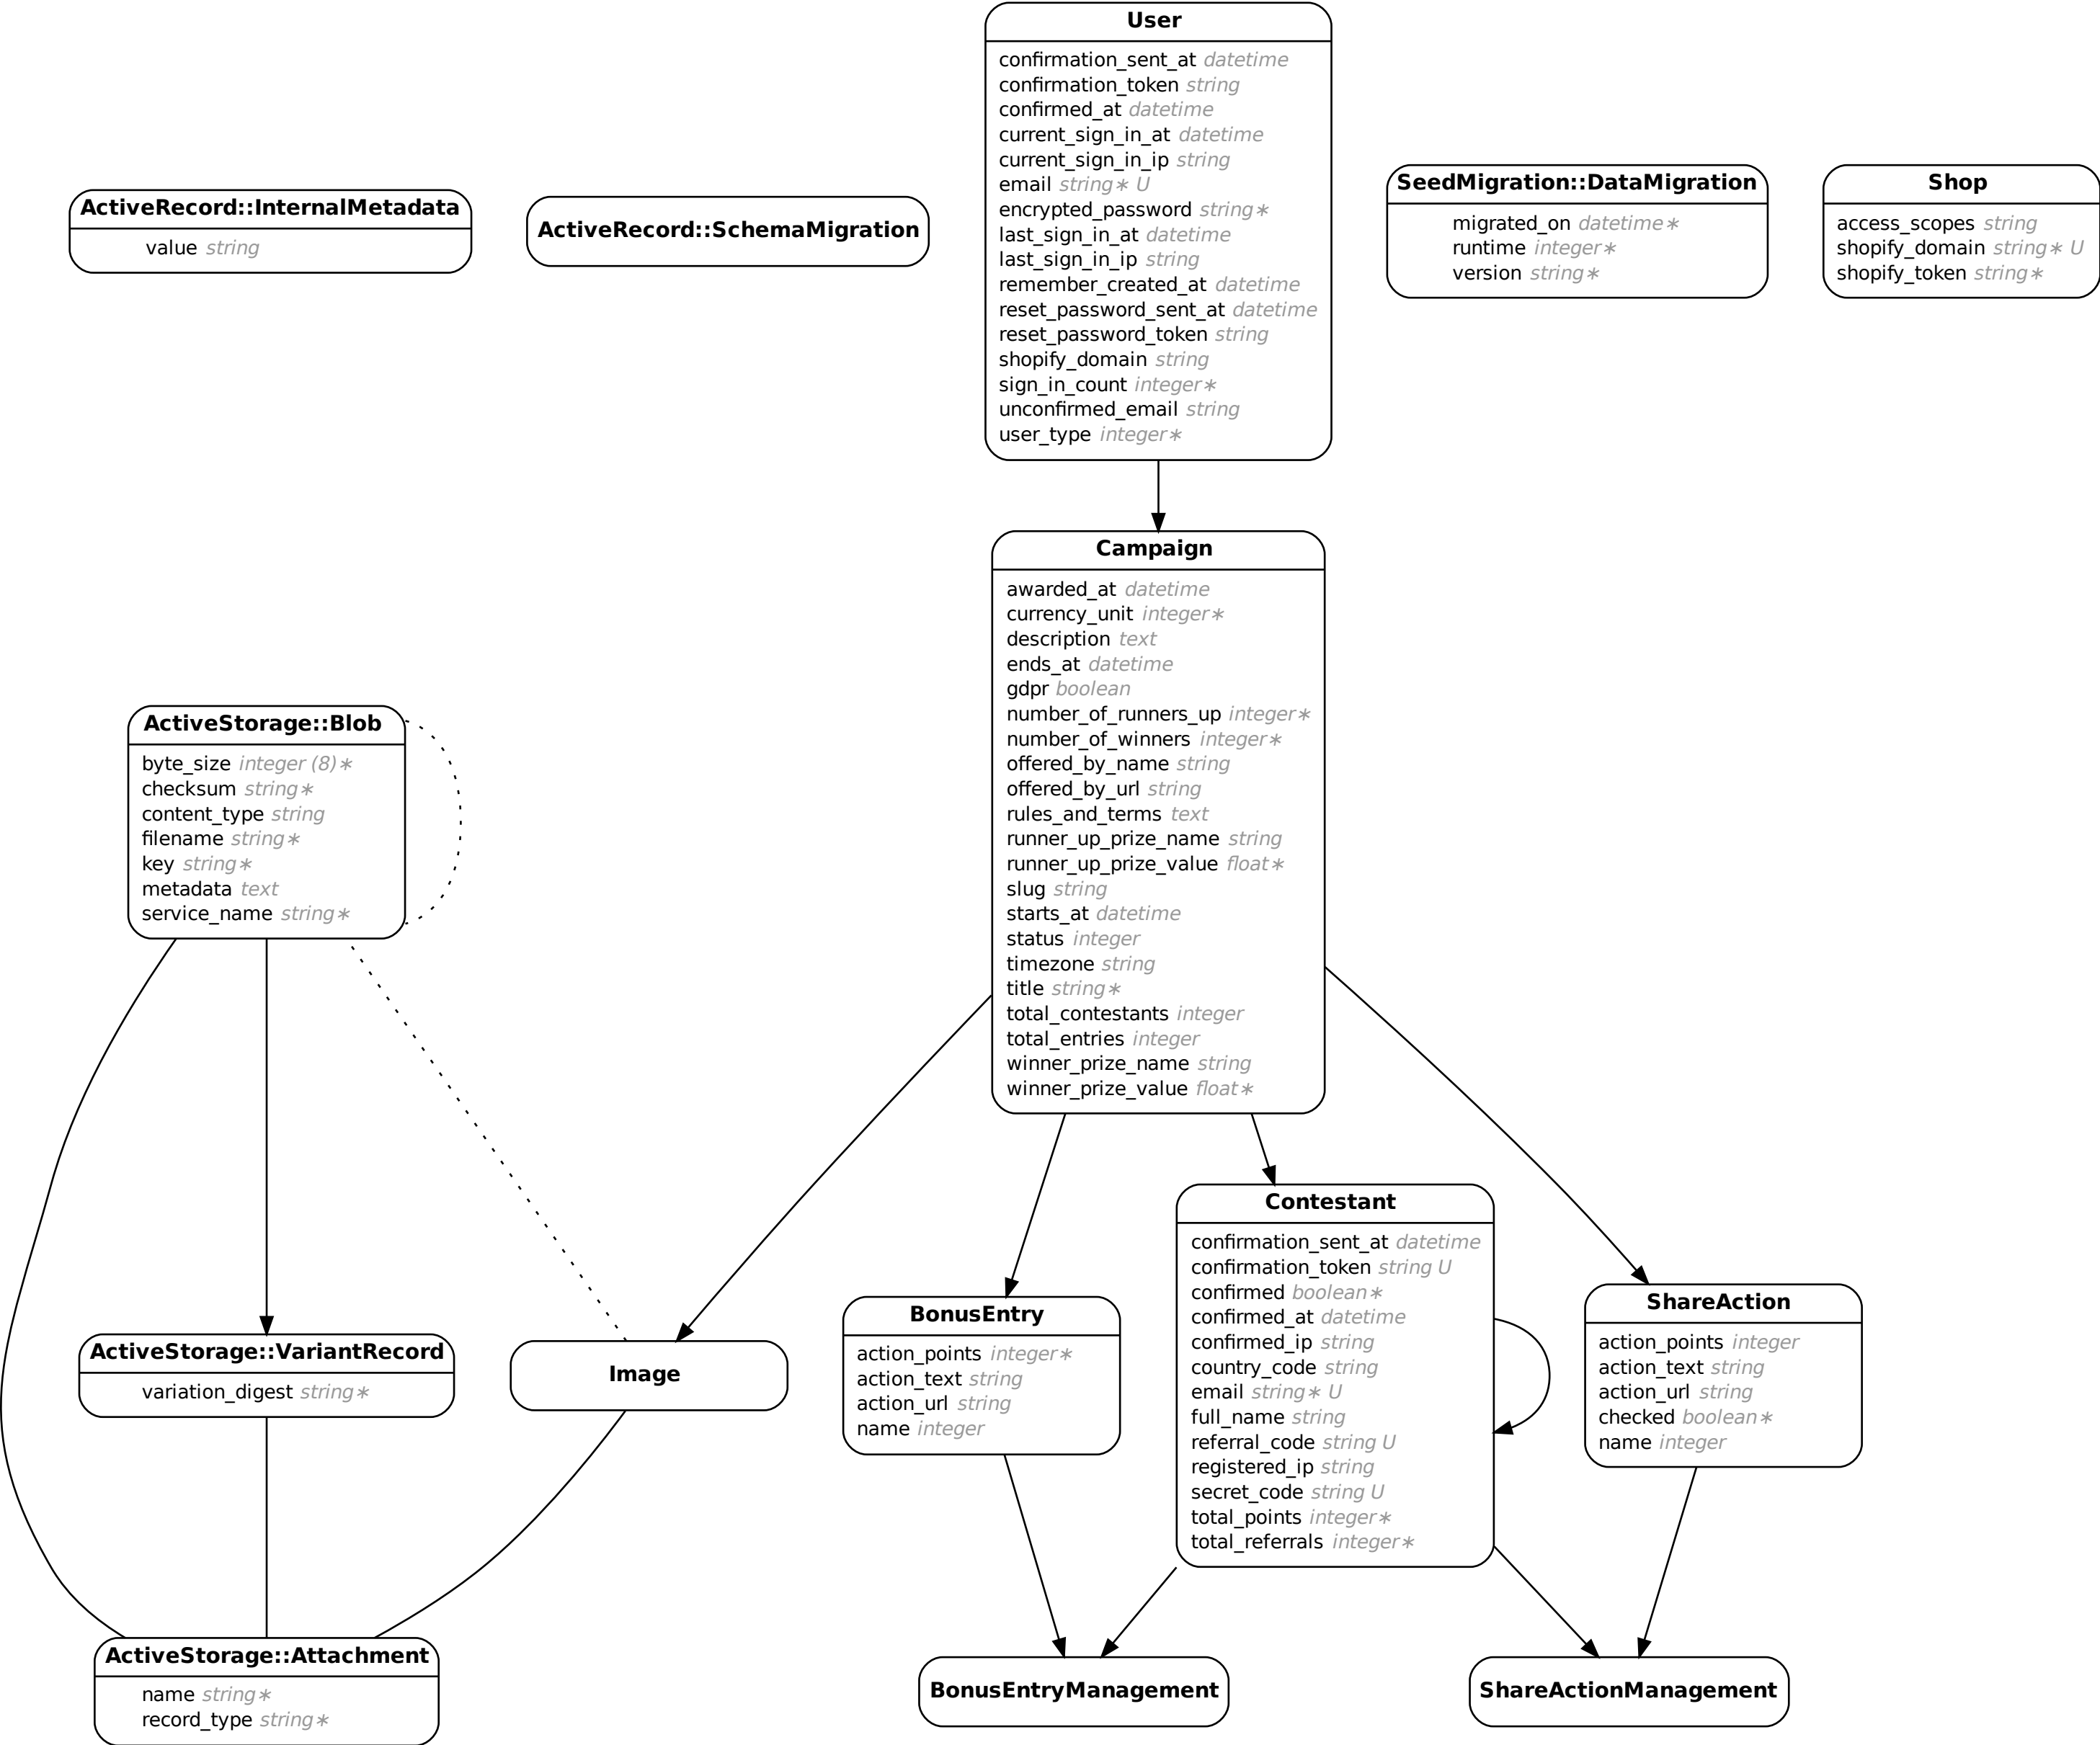 User
confirmation_sent_at datetime
confirmation_token string
confirmed_at datetime
current_sign_in_at datetime
current_sign_in_ip string
email string∗ U
encrypted_password string∗
last_sign_in_at datetime
last_sign_in_ip string
remember_created_at datetime
reset_password_sent_at datetime
reset_password_token string
shopify_domain string
sign_in_count integer∗
unconfirmed_email string
user_type integer∗
ActiveRecord::InternalMetadata
value string
ActiveRecord::SchemaMigration
SeedMigration::DataMigration
migrated_on datetime∗
runtime integer∗
version string∗
Shop
access_scopes string
shopify_domain string∗ U
shopify_token string∗
Campaign
awarded_at datetime
currency_unit integer∗
description text
ends_at datetime
gdpr boolean
number_of_runners_up integer∗
number_of_winners integer∗
offered_by_name string
offered_by_url string
rules_and_terms text
runner_up_prize_name string
runner_up_prize_value float∗
slug string
starts_at datetime
status integer
timezone string
title string∗
total_contestants integer
total_entries integer
winner_prize_name string
winner_prize_value float∗
ActiveStorage::Blob
byte_size integer (8)∗
checksum string∗
content_type string
filename string∗
key string∗
metadata text
service_name string∗
ActiveStorage::VariantRecord
variation_digest string∗
Image
BonusEntry
action_points integer∗
action_text string
action_url string
name integer
Contestant
confirmation_sent_at datetime
confirmation_token string U
confirmed boolean∗
confirmed_at datetime
confirmed_ip string
country_code string
email string∗ U
full_name string
referral_code string U
registered_ip string
secret_code string U
total_points integer∗
total_referrals integer∗
ShareAction
action_points integer
action_text string
action_url string
checked boolean∗
name integer
ActiveStorage::Attachment
name string∗
record_type string∗
BonusEntryManagement
ShareActionManagement